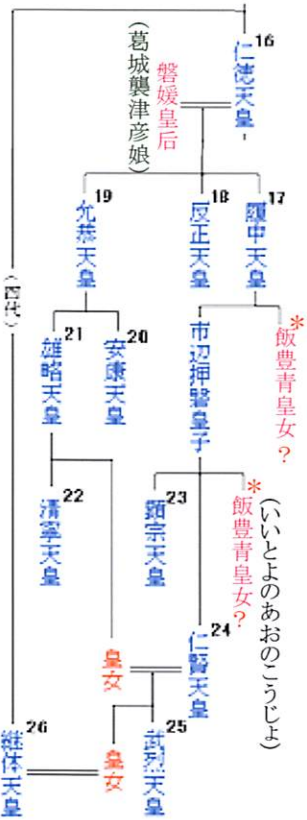 16
仁徳天皇
磐媛皇后
(葛城襲津彦娘)
17
履中天皇
18
反正天皇
19
允恭天皇
*飯豊青皇女?
市辺押磐皇子
20
安康天皇
21
雄略天皇
(四代)
*飯豊青皇女?
(いいとよのあおのこうじょ)
23
顕宗天皇
22
清寧天皇
24
仁賢天皇
皇女
25
武烈天皇
皇女
26
継体天皇